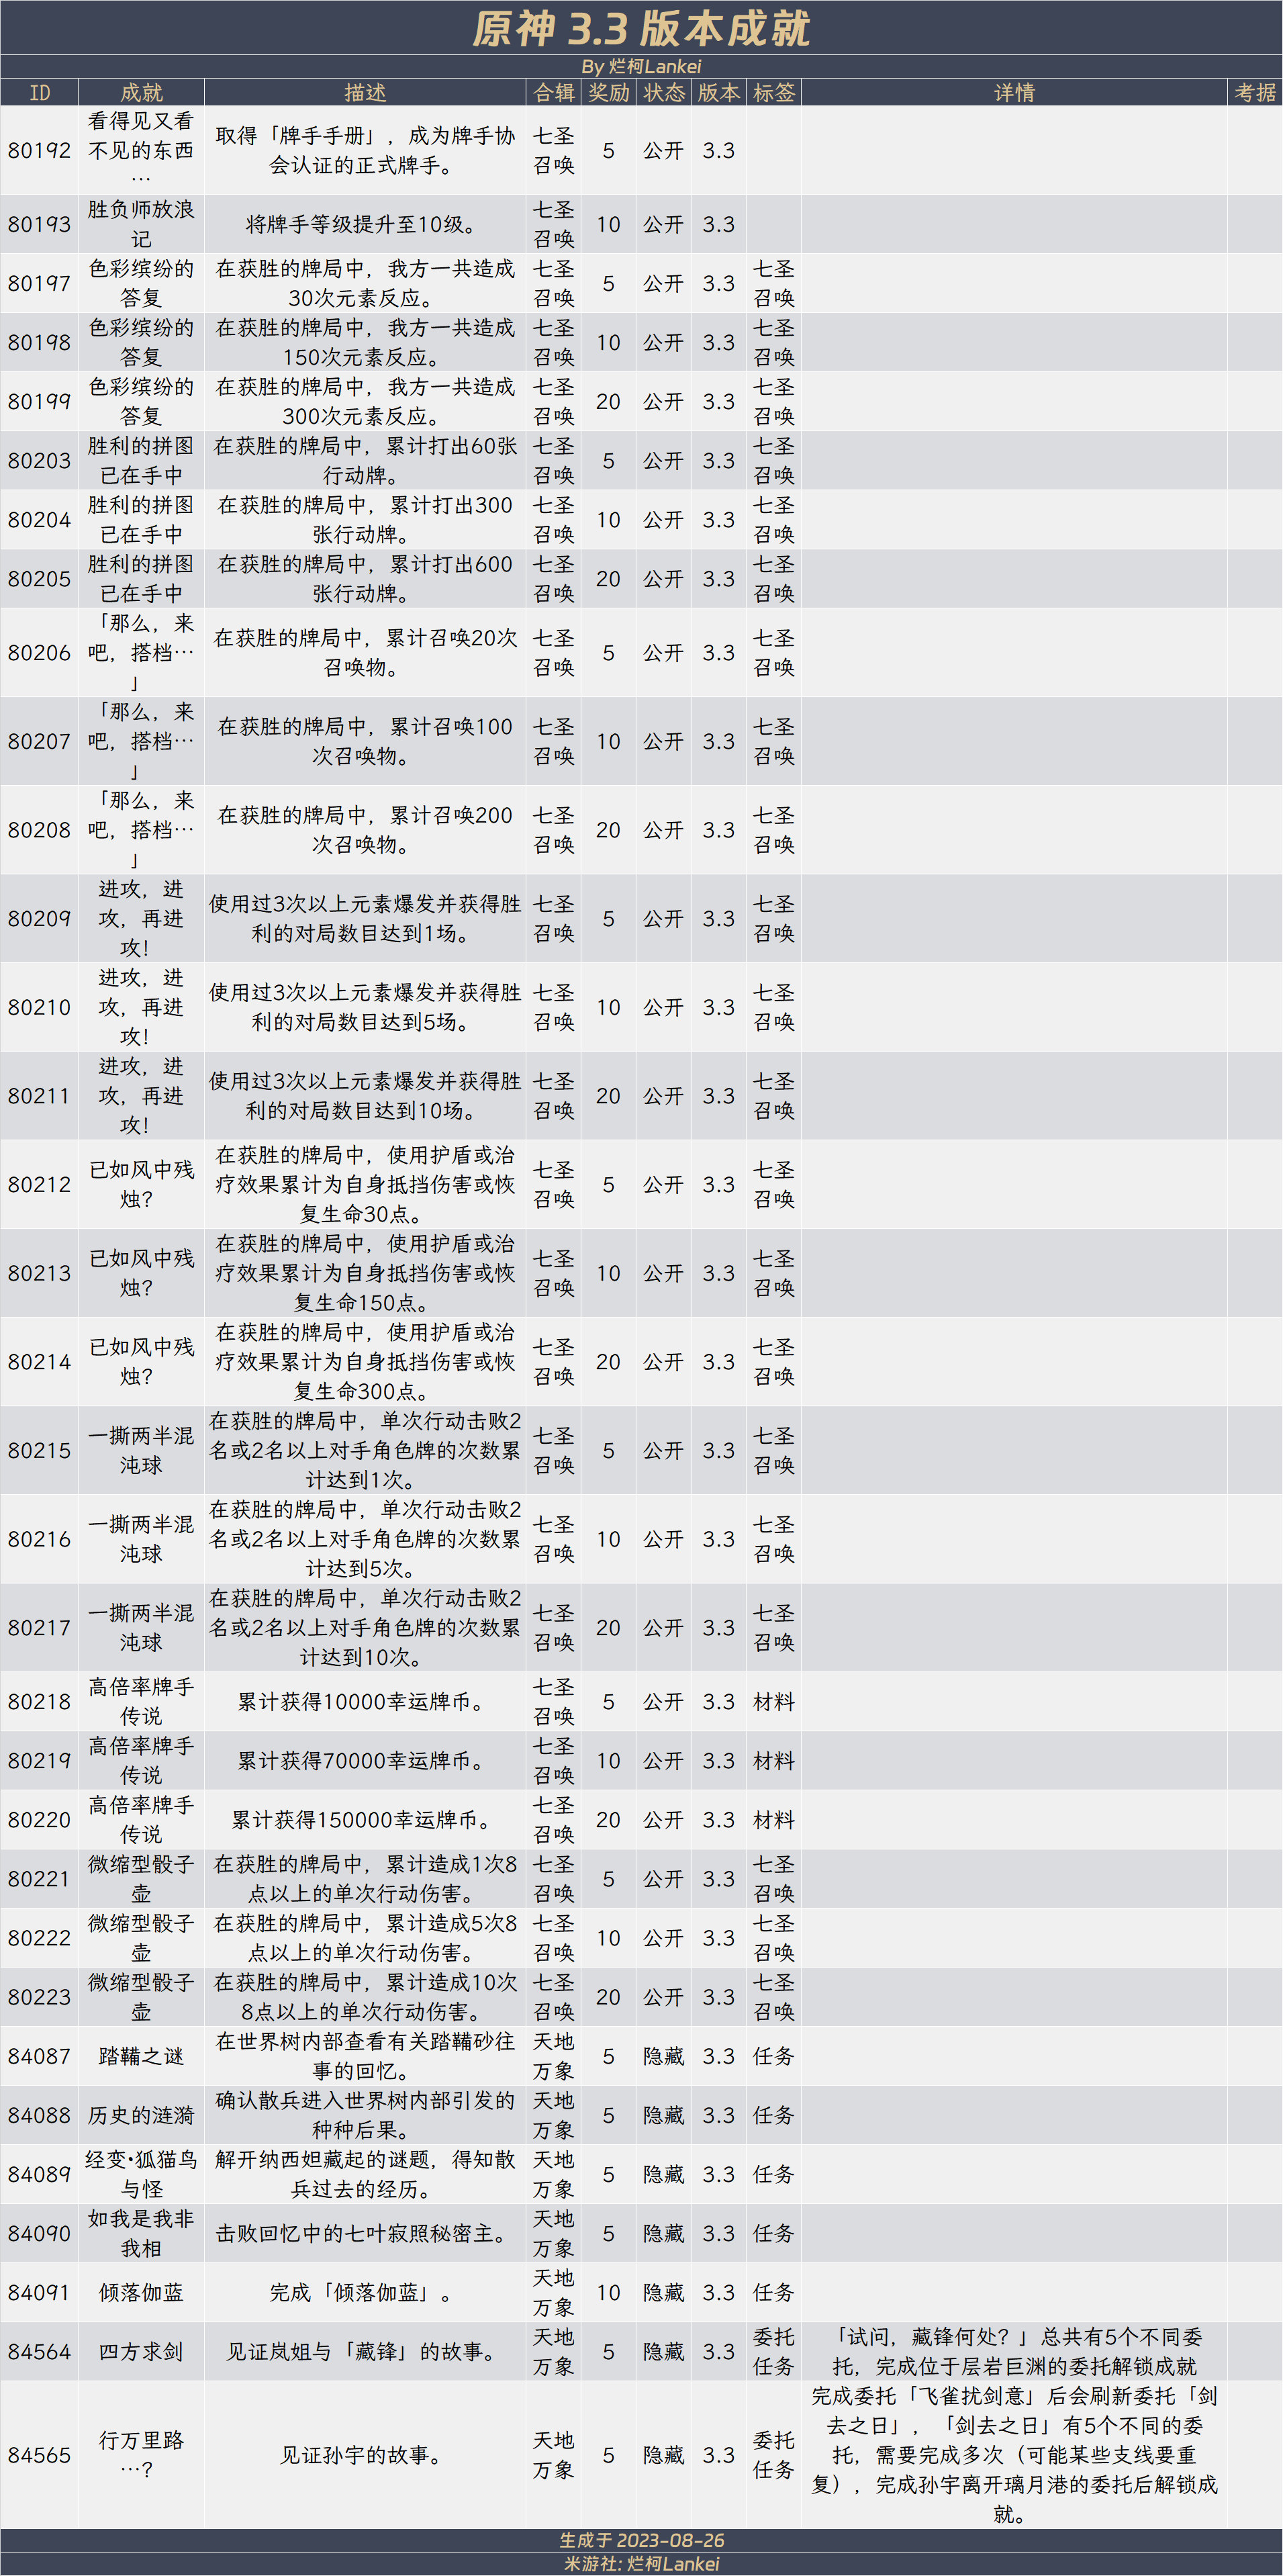 原神 3.3 版本成就
By 烂柯Lankei
ID 成就 描述 合辑 奖励 状态 版本 标签 详情 考据
80192 看得见又看不见的东西… 取得「牌手手册」，成为牌手协会认证的正式牌手。 七圣召唤 5 公开 3.3
80193 胜负师放浪记 将牌手等级提升至10级。 七圣召唤 10 公开 3.3
80197 色彩缤纷的答复 在获胜的牌局中，我方一共造成30次元素反应。 七圣召唤 5 公开 3.3 七圣召唤
80198 色彩缤纷的答复 在获胜的牌局中，我方一共造成150次元素反应。 七圣召唤 10 公开 3.3 七圣召唤
80199 色彩缤纷的答复 在获胜的牌局中，我方一共造成300次元素反应。 七圣召唤 20 公开 3.3 七圣召唤
80203 胜利的拼图已在手中 在获胜的牌局中，累计打出60张行动牌。 七圣召唤 5 公开 3.3 七圣召唤
80204 胜利的拼图已在手中 在获胜的牌局中，累计打出300张行动牌。 七圣召唤 10 公开 3.3 七圣召唤
80205 胜利的拼图已在手中 在获胜的牌局中，累计打出600张行动牌。 七圣召唤 20 公开 3.3 七圣召唤
80206 「那么，来吧，搭档…」 在获胜的牌局中，累计召唤20次召唤物。 七圣召唤 5 公开 3.3 七圣召唤
80207 「那么，来吧，搭档…」 在获胜的牌局中，累计召唤100次召唤物。 七圣召唤 10 公开 3.3 七圣召唤
80208 「那么，来吧，搭档…」 在获胜的牌局中，累计召唤200次召唤物。 七圣召唤 20 公开 3.3 七圣召唤
80209 进攻，进攻，再进攻！ 使用过3次以上元素爆发并获得胜利的对局数目达到1场。 七圣召唤 5 公开 3.3 七圣召唤
80210 进攻，进攻，再进攻！ 使用过3次以上元素爆发并获得胜利的对局数目达到5场。 七圣召唤 10 公开 3.3 七圣召唤
80211 进攻，进攻，再进攻！ 使用过3次以上元素爆发并获得胜利的对局数目达到10场。 七圣召唤 20 公开 3.3 七圣召唤
80212 已如风中残烛？ 在获胜的牌局中，使用护盾或治疗效果累计为自身抵挡伤害或恢复生命30点。 七圣召唤 5 公开 3.3 七圣召唤
80213 已如风中残烛？ 在获胜的牌局中，使用护盾或治疗效果累计为自身抵挡伤害或恢复生命150点。 七圣召唤 10 公开 3.3 七圣召唤
80214 已如风中残烛？ 在获胜的牌局中，使用护盾或治疗效果累计为自身抵挡伤害或恢复生命300点。 七圣召唤 20 公开 3.3 七圣召唤
80215 一撕两半混沌球 在获胜的牌局中，单次行动击败2名或2名以上对手角色牌的次数累计达到1次。 七圣召唤 5 公开 3.3 七圣召唤
80216 一撕两半混沌球 在获胜的牌局中，单次行动击败2名或2名以上对手角色牌的次数累计达到5次。 七圣召唤 10 公开 3.3 七圣召唤
80217 一撕两半混沌球 在获胜的牌局中，单次行动击败2名或2名以上对手角色牌的次数累计达到10次。 七圣召唤 20 公开 3.3 七圣召唤
80218 高倍率牌手传说 累计获得10000幸运牌币。 七圣召唤 5 公开 3.3 材料
80219 高倍率牌手传说 累计获得70000幸运牌币。 七圣召唤 10 公开 3.3 材料
80220 高倍率牌手传说 累计获得150000幸运牌币。 七圣召唤 20 公开 3.3 材料
80221 微缩型骰子壶 在获胜的牌局中，累计造成1次8点以上的单次行动伤害。 七圣召唤 5 公开 3.3 七圣召唤
80222 微缩型骰子壶 在获胜的牌局中，累计造成5次8点以上的单次行动伤害。 七圣召唤 10 公开 3.3 七圣召唤
80223 微缩型骰子壶 在获胜的牌局中，累计造成10次8点以上的单次行动伤害。 七圣召唤 20 公开 3.3 七圣召唤
84087 踏鞴之谜 在世界树内部查看有关踏鞴砂往事的回忆。 天地万象 5 隐藏 3.3 任务
84088 历史的涟漪 确认散兵进入世界树内部引发的种种后果。 天地万象 5 隐藏 3.3 任务
84089 经变•狐猫鸟与怪 解开纳西妲藏起的谜题，得知散兵过去的经历。 天地万象 5 隐藏 3.3 任务
84090 如我是我非我相 击败回忆中的七叶寂照秘密主。 天地万象 5 隐藏 3.3 任务
84091 倾落伽蓝 完成「倾落伽蓝」。 天地万象 10 隐藏 3.3 任务
84564 四方求剑 见证岚姐与「藏锋」的故事。 天地万象 5 隐藏 3.3 委托任务 「试问，藏锋何处？」总共有5个不同委托，完成位于层岩巨渊的委托解锁成就
84565 行万里路…？ 见证孙宇的故事。 天地万象 5 隐藏 3.3 委托任务 完成委托「飞雀扰剑意」后会刷新委托「剑去之日」，「剑去之日」有5个不同的委托，需要完成多次（可能某些支线要重复），完成孙宇离开璃月港的委托后解锁成就。
生成于 2023-08-26
米游社: 烂柯Lankei